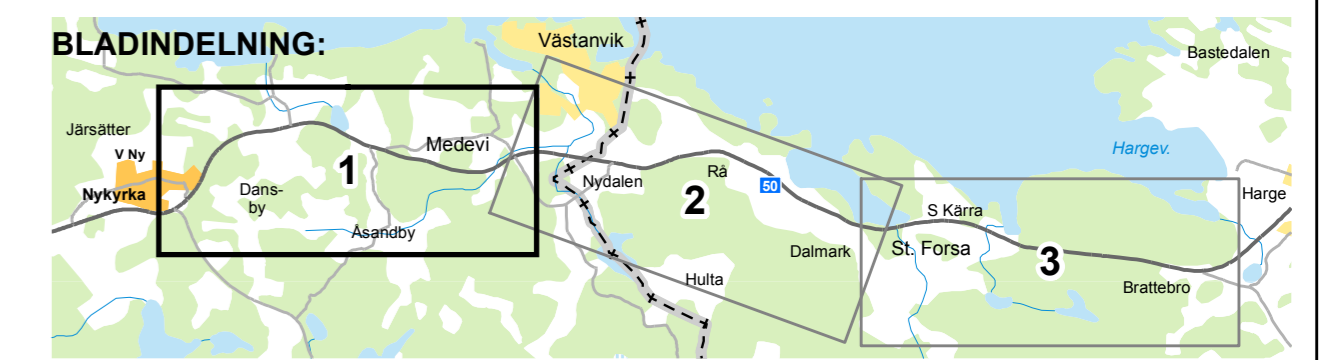 BLADINDELNING:
Västanvik
Bastedalen
Järsätter
V Ny
Medevi
Hargev.
1
Nykyrka
Dans-
by
Nydalen
Rå
50
2
Harge
Åsandby
S Kärra
Dalmark
St. Forsa
3
Hulta
Brattebro